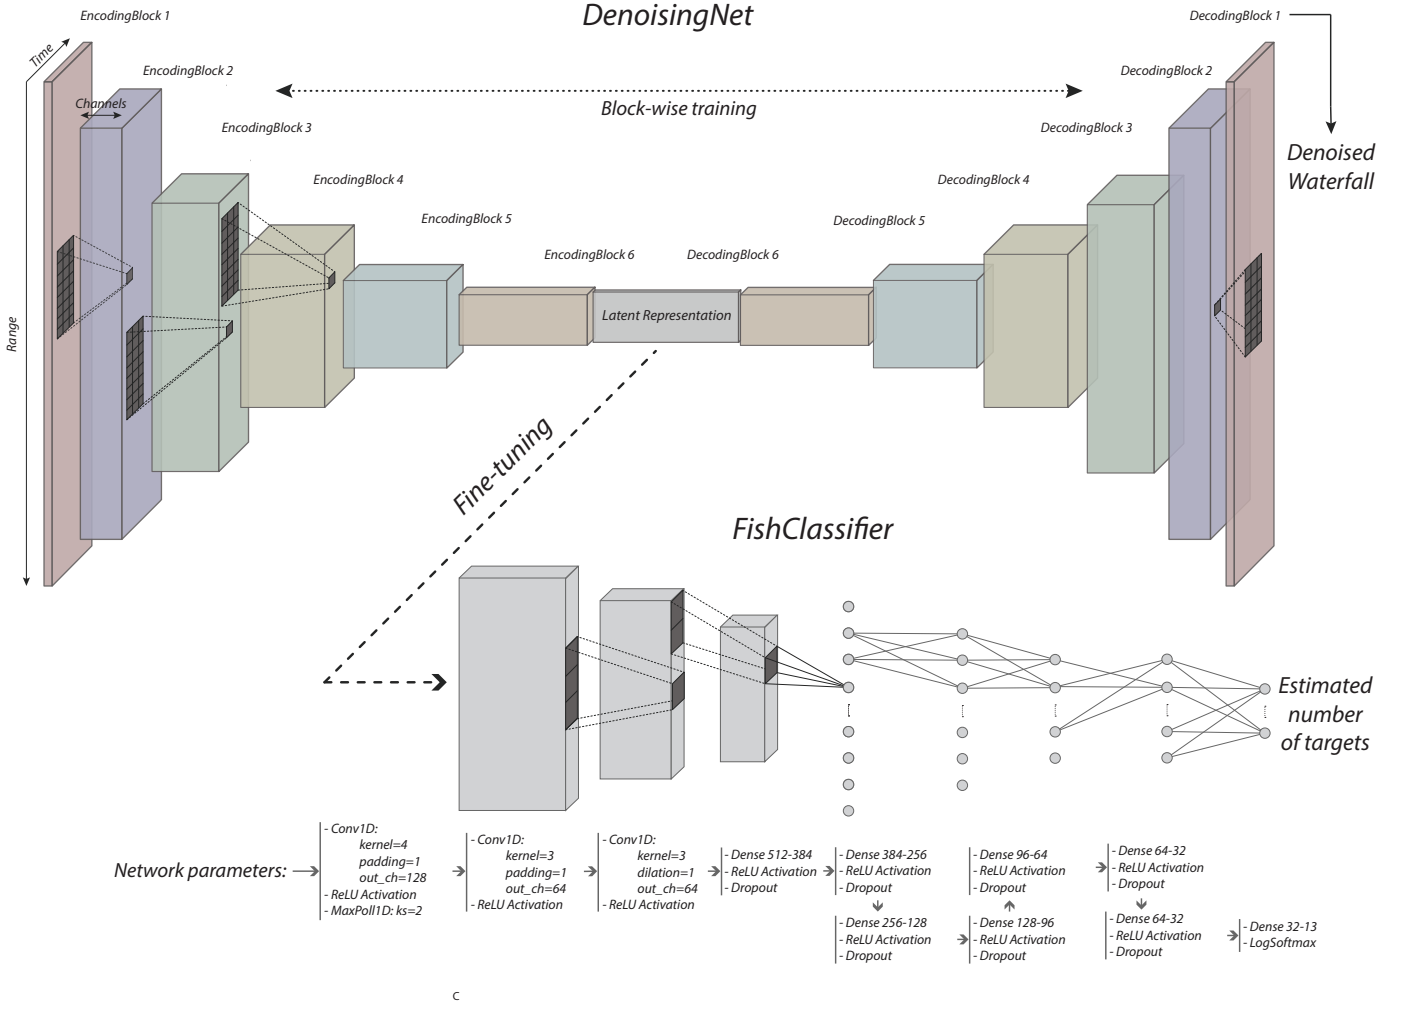 DenoisingNet
EncodingBlock 1
DecodingBlock 1
Time
EncodingBlock 2
DecodingBlock 2
Channels
Block-wise training
EncodingBlock 3
DecodingBlock 3
Denoised
Waterfall
EncodingBlock 4
DecodingBlock 4
EncodingBlock 5
DecodingBlock 5
EncodingBlock 6
DecodingBlock 6
Range
Latent Representation
Fine-tuning
FishClassifier
Estimated
number
of targets
Network parameters:
- Conv1D:
kernel=4
padding=1
out_ch=128
- ReLU Activation
- MaxPoll1D: ks=2
- Conv1D:
kernel=3
padding=1
out_ch=64
- ReLU Activation
- Conv1D:
kernel=3
dilation=1
out_ch=64
- ReLU Activation
- Dense 512-384
- ReLU Activation
- Dropout
- Dense 384-256
- ReLU Activation
- Dropout
- Dense 256-128
- ReLU Activation
- Dropout
- Dense 128-96
- ReLU Activation
- Dropout
- Dense 96-64
- ReLU Activation
- Dropout
- Dense 64-32
- ReLU Activation
- Dropout
- Dense 64-32
- ReLU Activation
- Dropout
- Dense 32-13
- LogSoftmax
C